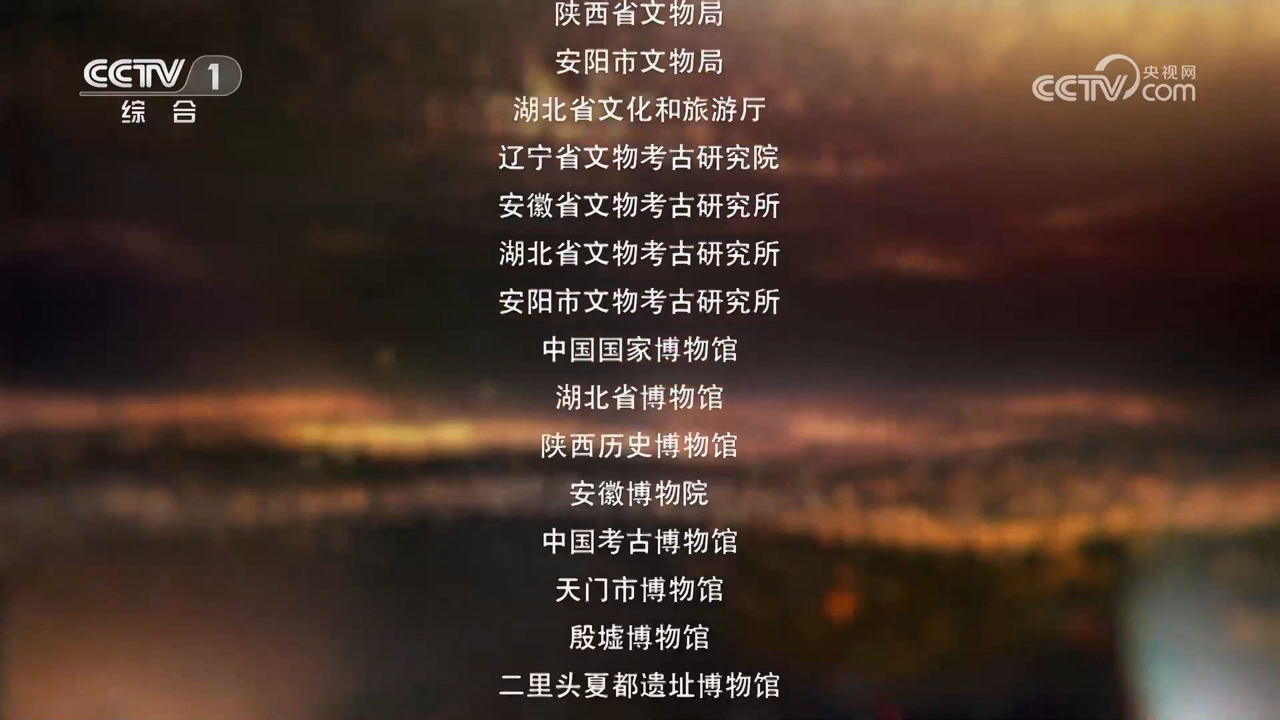 陕西省文物局
安阳市文物局
CCTV 1
综合
央视网
CCTV.com
湖北省文化和旅游厅
辽宁省文物考古研究院
安徽省文物考古研究所
湖北省文物考古研究所
安阳市文物考古研究所
中国国家博物馆
湖北省博物馆
陕西历史博物馆
安徽博物院
中国考古博物馆
天门市博物馆
殷墟博物馆
二里头夏都遗址博物馆